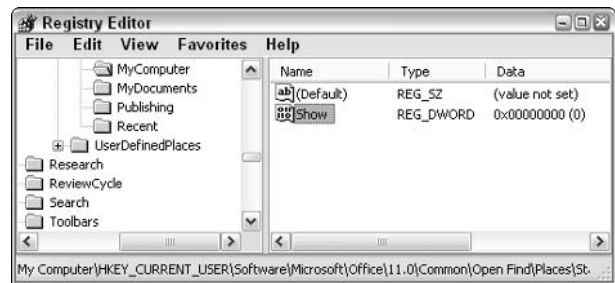 Registry Editor
File Edit View Favorites Help
MyComputer
MyDocuments
Publishing
Recent
UserDefinedPlaces
Research
ReviewCycle
Search
Toolbars
Name Type Data
ab (Default) REG_SZ (value not set)
Show REG_DWORD 0x00000000 (0)
My Computer\HKEY_CURRENT_USER\Software\Microsoft\Office\11.0\Common\Open Find\Places\St